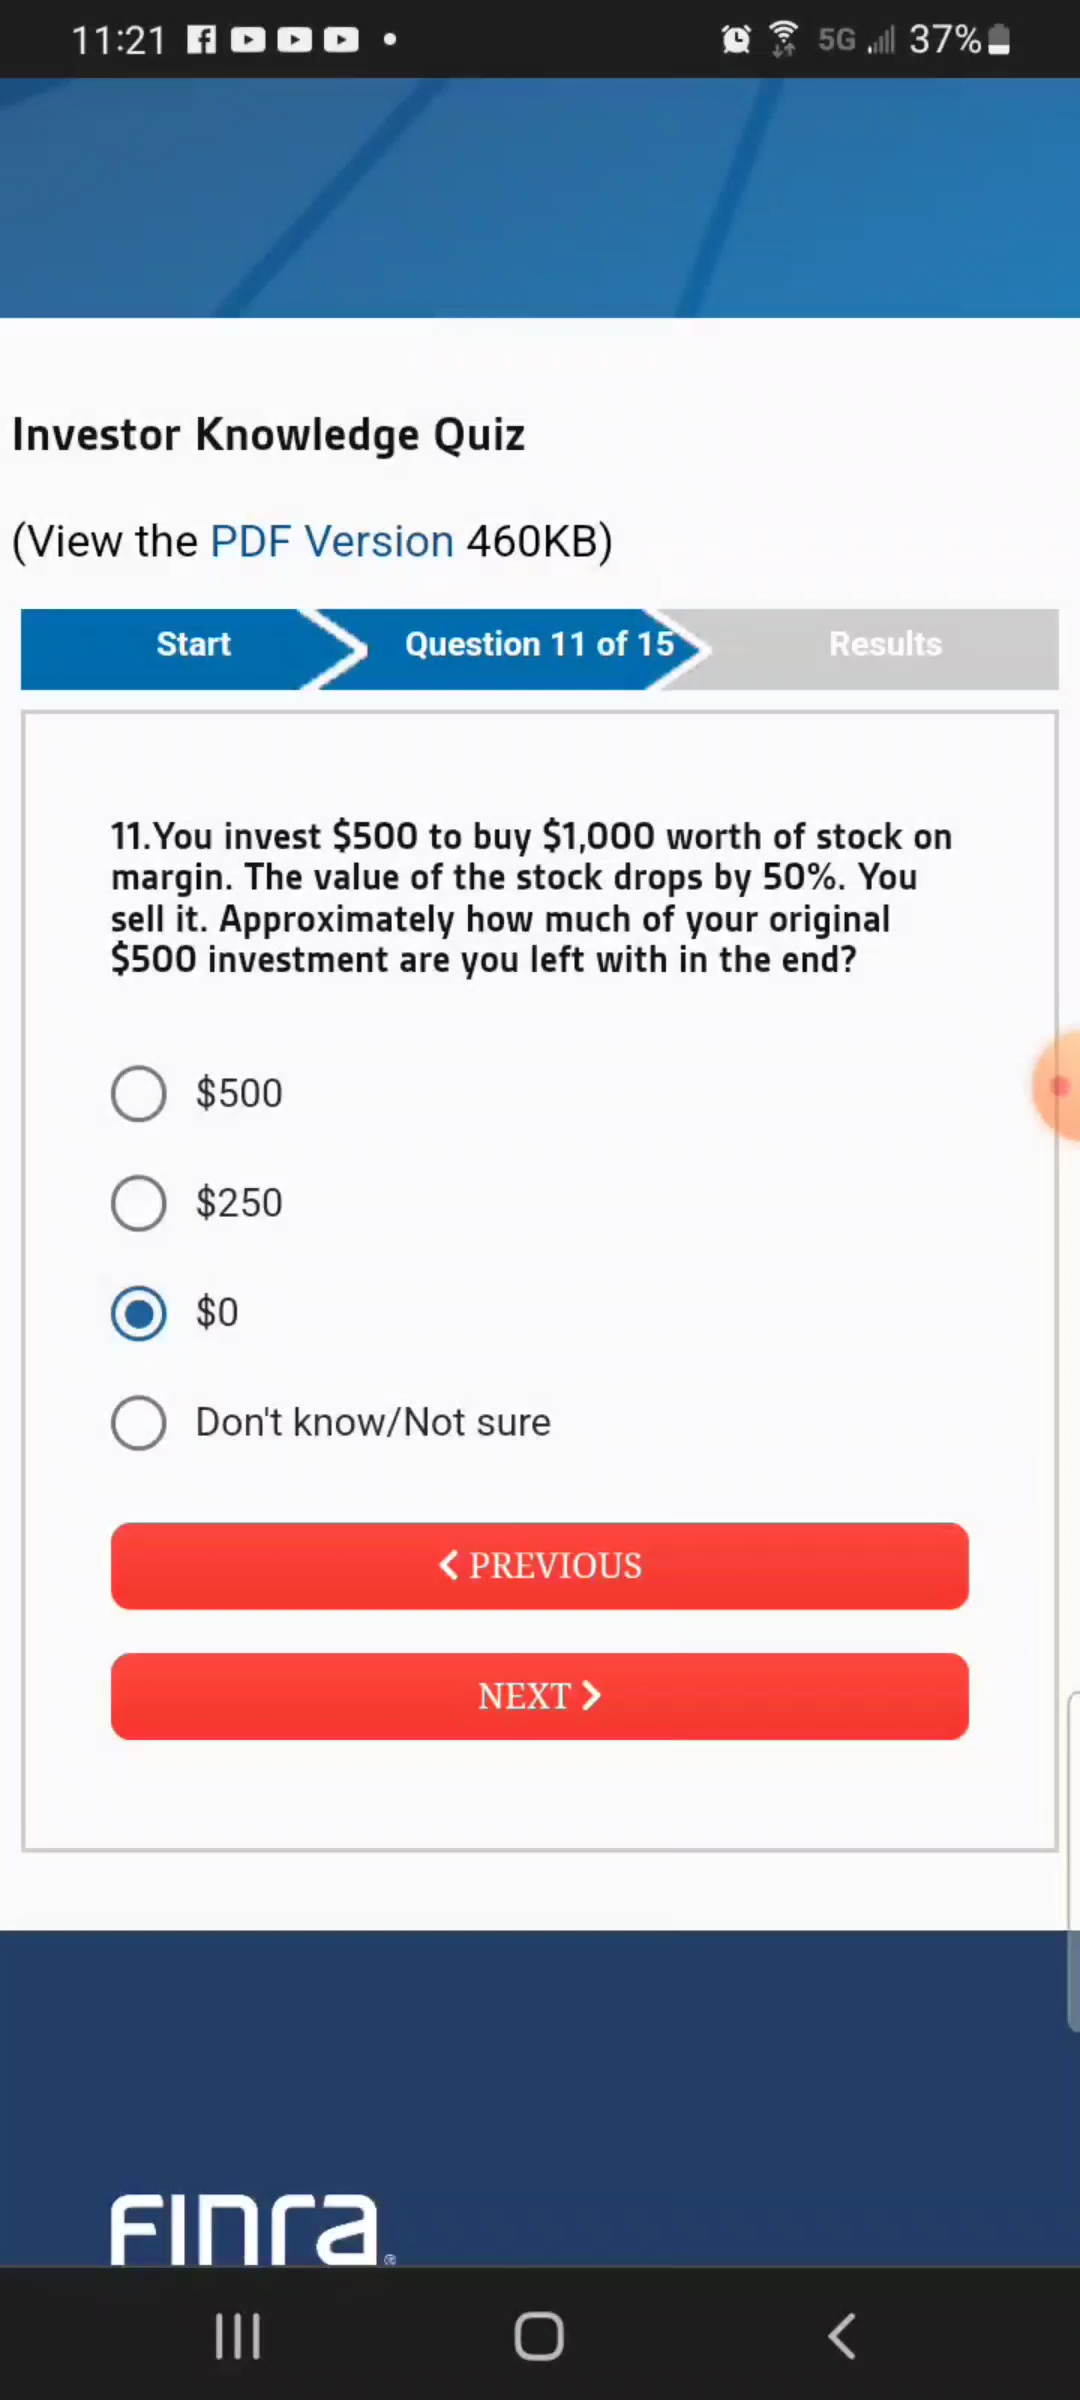 11:21
5G 37%
Investor Knowledge Quiz
(View the PDF Version 460KB)
Start
Question 11 of 15
Results
11.You invest $500 to buy $1,000 worth of stock on
margin. The value of the stock drops by 50%. You
sell it. Approximately how much of your original
$500 investment are you left with in the end?
$500
$250
$0
Don't know/Not sure
PREVIOUS
NEXT
FINRA®